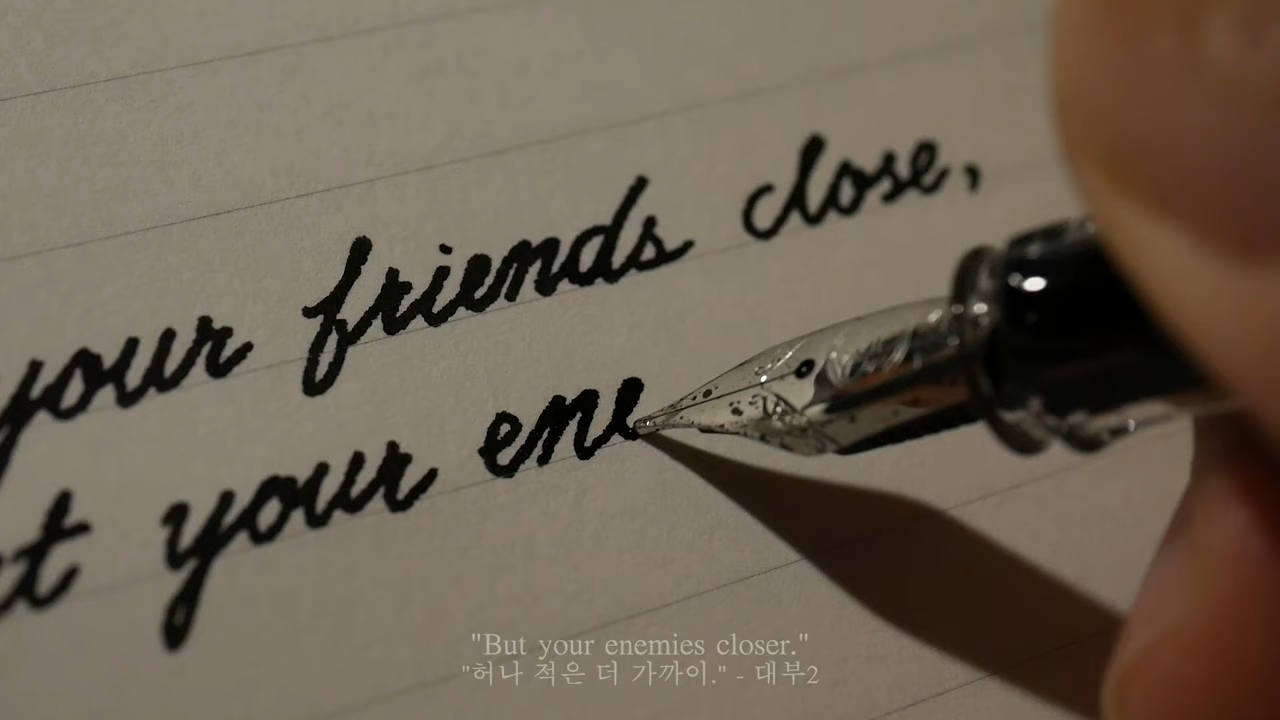 your friends close,
your ene
"But your enemies closer."
"허나 적은 더 가까이." - 대부2